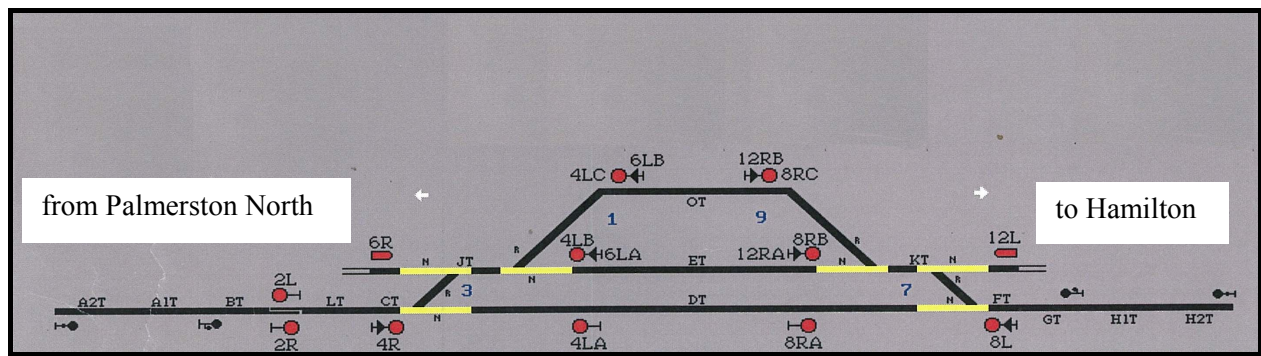 4LC 6LB 12RB 8RC
from Palmerston North
to Hamilton
OT
1 9
R R
6R 4LB 6LA 12RA 8RB 12L
N JT ET N KT N
N
2L 3 R 7 R
A2T A1T BT LT CT DT N FT
N GT H1T H2T
2R 4R 4LA 8RA 8L